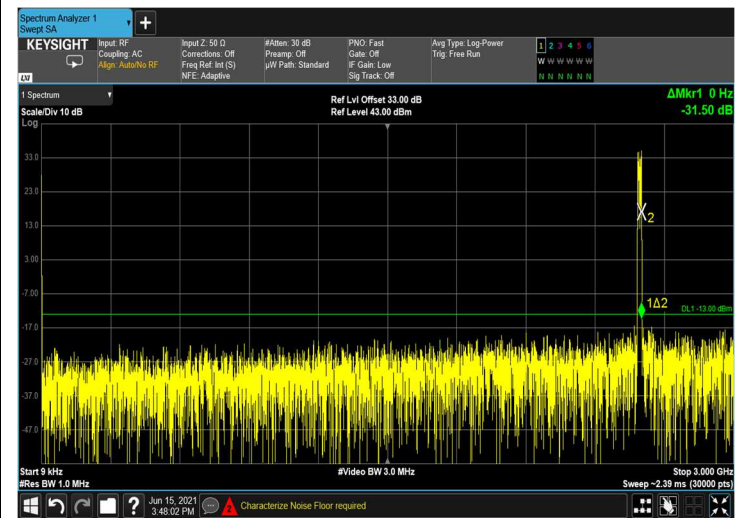 Spectrum Analyzer 1
Swept SA
+
KEYSIGHT
LXI
Input: RF
Coupling: AC
Align: Auto/No RF
Input Z: 50 Ω
Corrections: Off
Freq Ref: Int (S)
NFE: Adaptive
#Atten: 30 dB
Preamp: Off
µW Path: Standard
PNO: Fast
Gate: Off
IF Gain: Low
Sig Track: Off
Avg Type: Log-Power
Trig: Free Run
1 2 3 4 5 6
W W W W W W
N N N N N N
1 Spectrum
Scale/Div 10 dB
Log
Ref Lvl Offset 33.00 dB
Ref Level 43.00 dBm
ΔMkr1 0 Hz
-31.50 dB
33.0
23.0
13.0
3.00
-7.00
-17.0
-27.0
-37.0
-47.0
2
1Δ2
DL1 -13.00 dBm
Start 9 kHz
#Res BW 1.0 MHz
#Video BW 3.0 MHz
Stop 3.000 GHz
Sweep ~2.39 ms (30000 pts)
?
Jun 15, 2021
3:48:02 PM
2
Characterize Noise Floor required